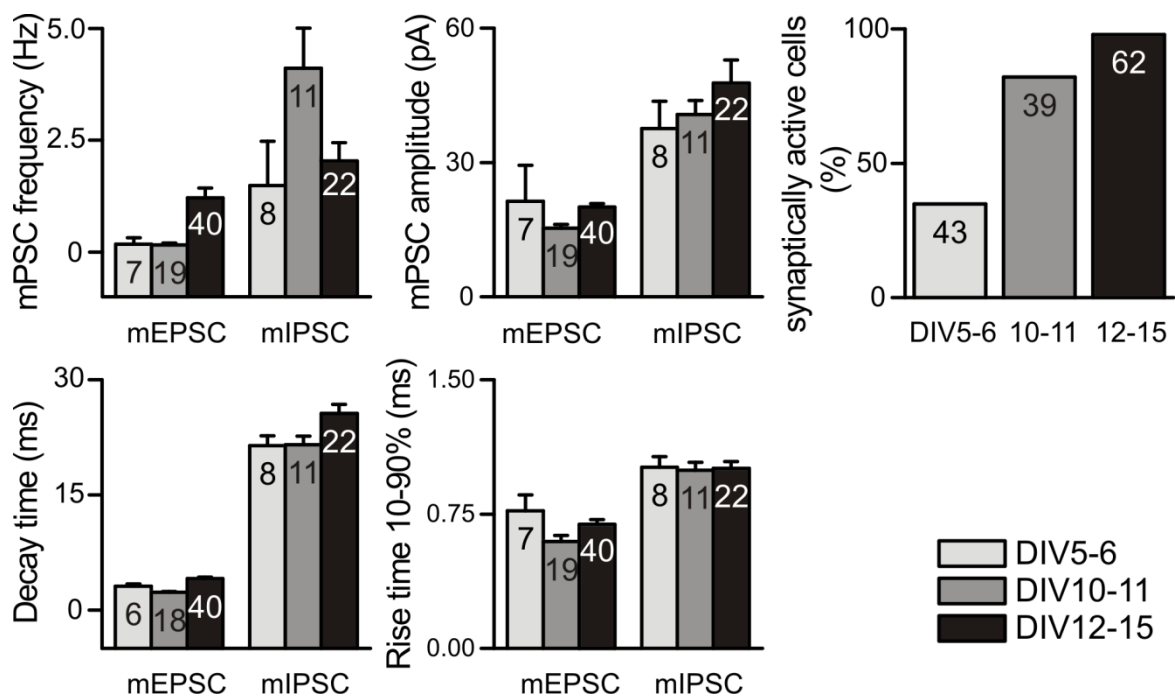 mPSC frequency (Hz)
5.0
2.5
0
7
19
40
8
11
22
mEPSC
mIPSC
mPSC amplitude (pA)
60
30
0
7
19
40
8
11
22
mEPSC
mIPSC
synaptically active cells
(%)
100
50
0
43
39
62
DIV5-6
10-11
12-15
Decay time (ms)
30
15
0
6
18
40
8
11
22
mEPSC
mIPSC
Rise time 10-90% (ms)
1.50
0.75
0.00
7
19
40
8
11
22
mEPSC
mIPSC
DIV5-6
DIV10-11
DIV12-15